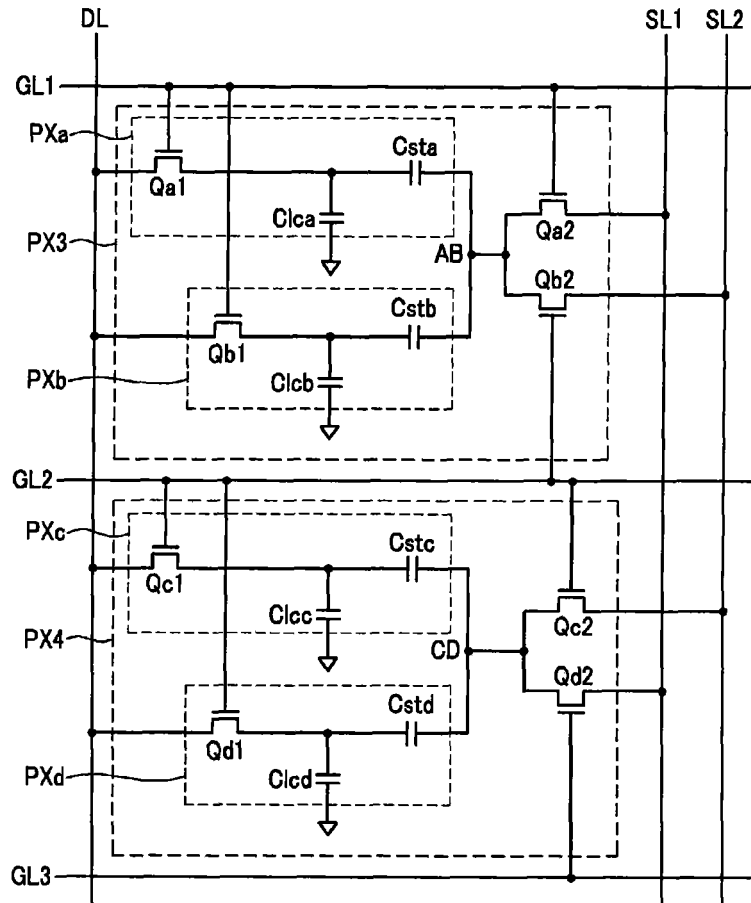 DL SL1 SL2
GL1
PXa
Csta
Qa1
Clca
Qa2
PX3
AB
Qb2
Cstb
Qb1
PXb
Clcb
GL2
PXc
Cstc
Qc1
Clcc
Qc2
PX4
CD
Qd2
Cstd
Qd1
PXd
Clcd
GL3